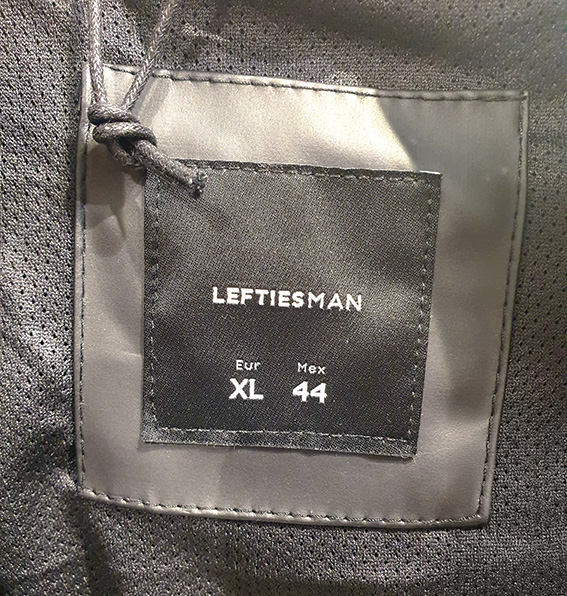 LEFTIESMAN
Eur Mex
XL 44